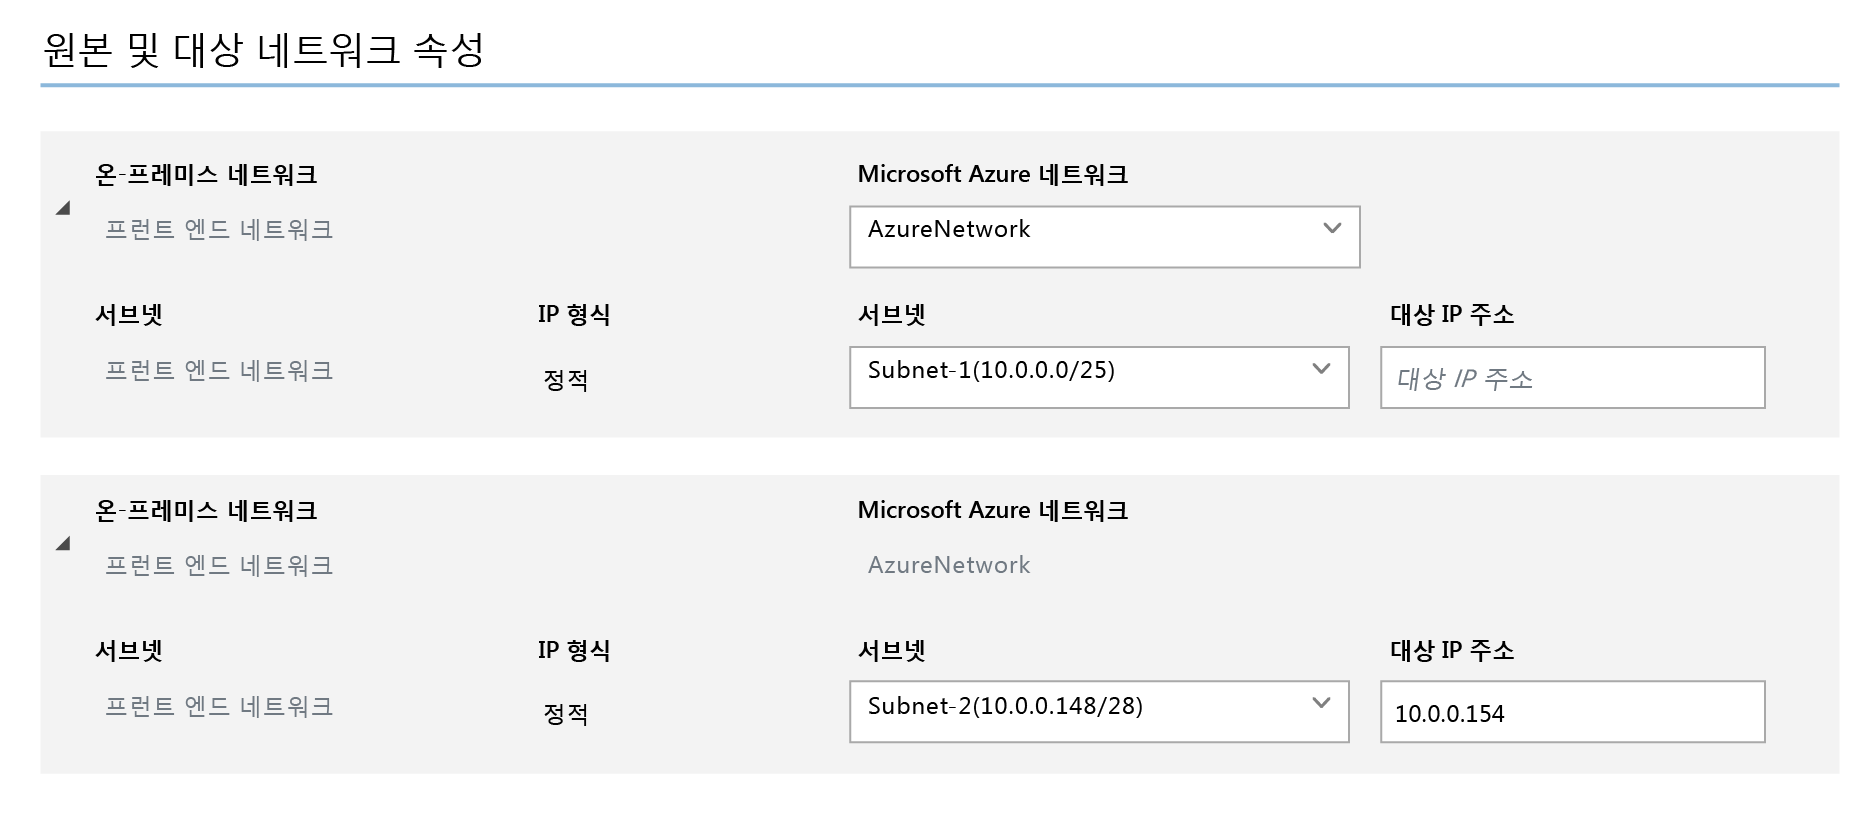 원본 및 대상 네트워크 속성
온-프레미스 네트워크 Microsoft Azure 네트워크
프런트 엔드 네트워크 AzureNetwork
서브넷 IP 형식 서브넷 대상 IP 주소
프런트 엔드 네트워크 정적 Subnet-1(10.0.0.0/25) 대상 IP 주소
온-프레미스 네트워크 Microsoft Azure 네트워크
프런트 엔드 네트워크 AzureNetwork
서브넷 IP 형식 서브넷 대상 IP 주소
프런트 엔드 네트워크 정적 Subnet-2(10.0.0.148/28) 10.0.0.154